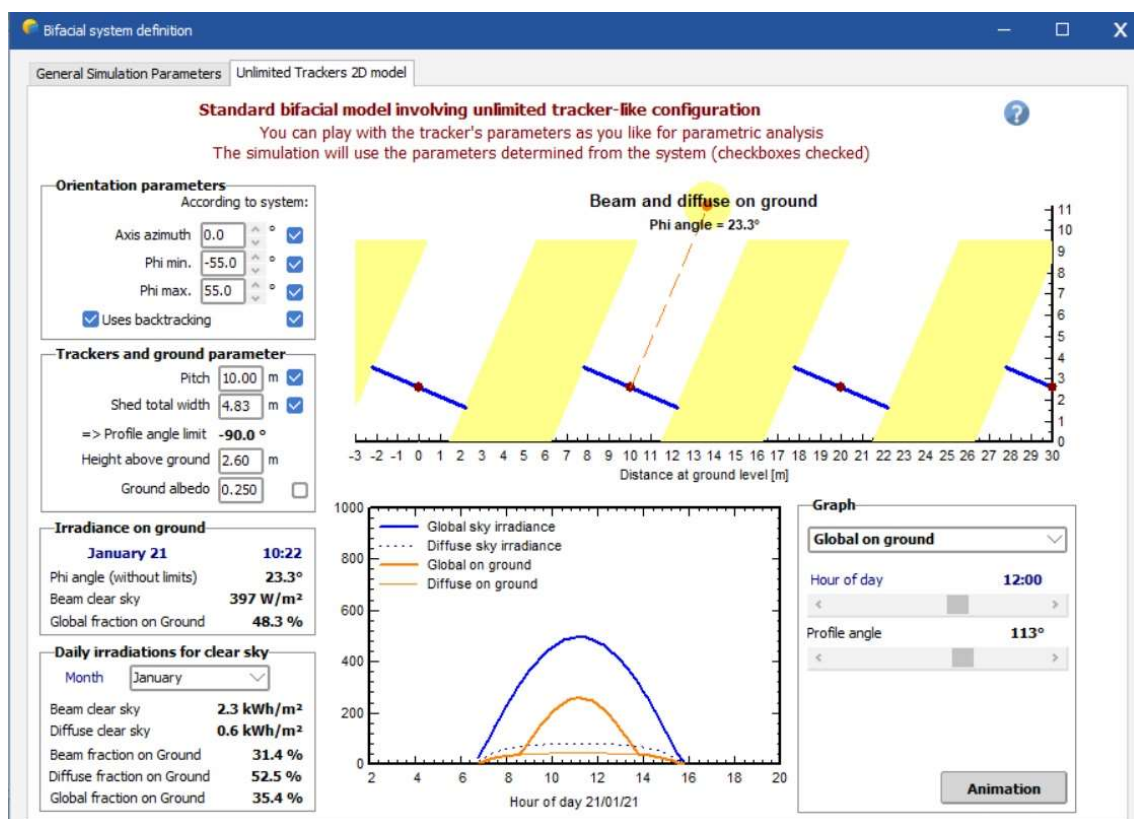 Bifacial system definition
General Simulation Parameters
Unlimited Trackers 2D model
Standard bifacial model involving unlimited tracker-like configuration
You can play with the tracker's parameters as you like for parametric analysis
The simulation will use the parameters determined from the system (checkboxes checked)
?
Orientation parameters
According to system:
Axis azimuth 0.0 °
Phi min. -55.0 °
Phi max. 55.0 °
Uses backtracking
Trackers and ground parameter
Pitch 10.00 m
Shed total width 4.83 m
=> Profile angle limit -90.0 °
Height above ground 2.60 m
Ground albedo 0.250
Irradiance on ground
January 21 10:22
Phi angle (without limits) 23.3°
Beam clear sky 397 W/m²
Global fraction on Ground 48.3 %
Daily irradiations for clear sky
Month January
Beam clear sky 2.3 kWh/m²
Diffuse clear sky 0.6 kWh/m²
Beam fraction on Ground 31.4 %
Diffuse fraction on Ground 52.5 %
Global fraction on Ground 35.4 %
Beam and diffuse on ground
Phi angle = 23.3°
11
10
9
8
7
6
5
4
3
2
1
0
-3 -2 -1 0 1 2 3 4 5 6 7 8 9 10 11 12 13 14 15 16 17 18 19 20 21 22 23 24 25 26 27 28 29 30
Distance at ground level [m]
1000
800
600
400
200
0
Global sky irradiance
Diffuse sky irradiance
Global on ground
Diffuse on ground
2 4 6 8 10 12 14 16 18 20
Hour of day 21/01/21
Graph
Global on ground
Hour of day 12:00
Profile angle 113°
Animation